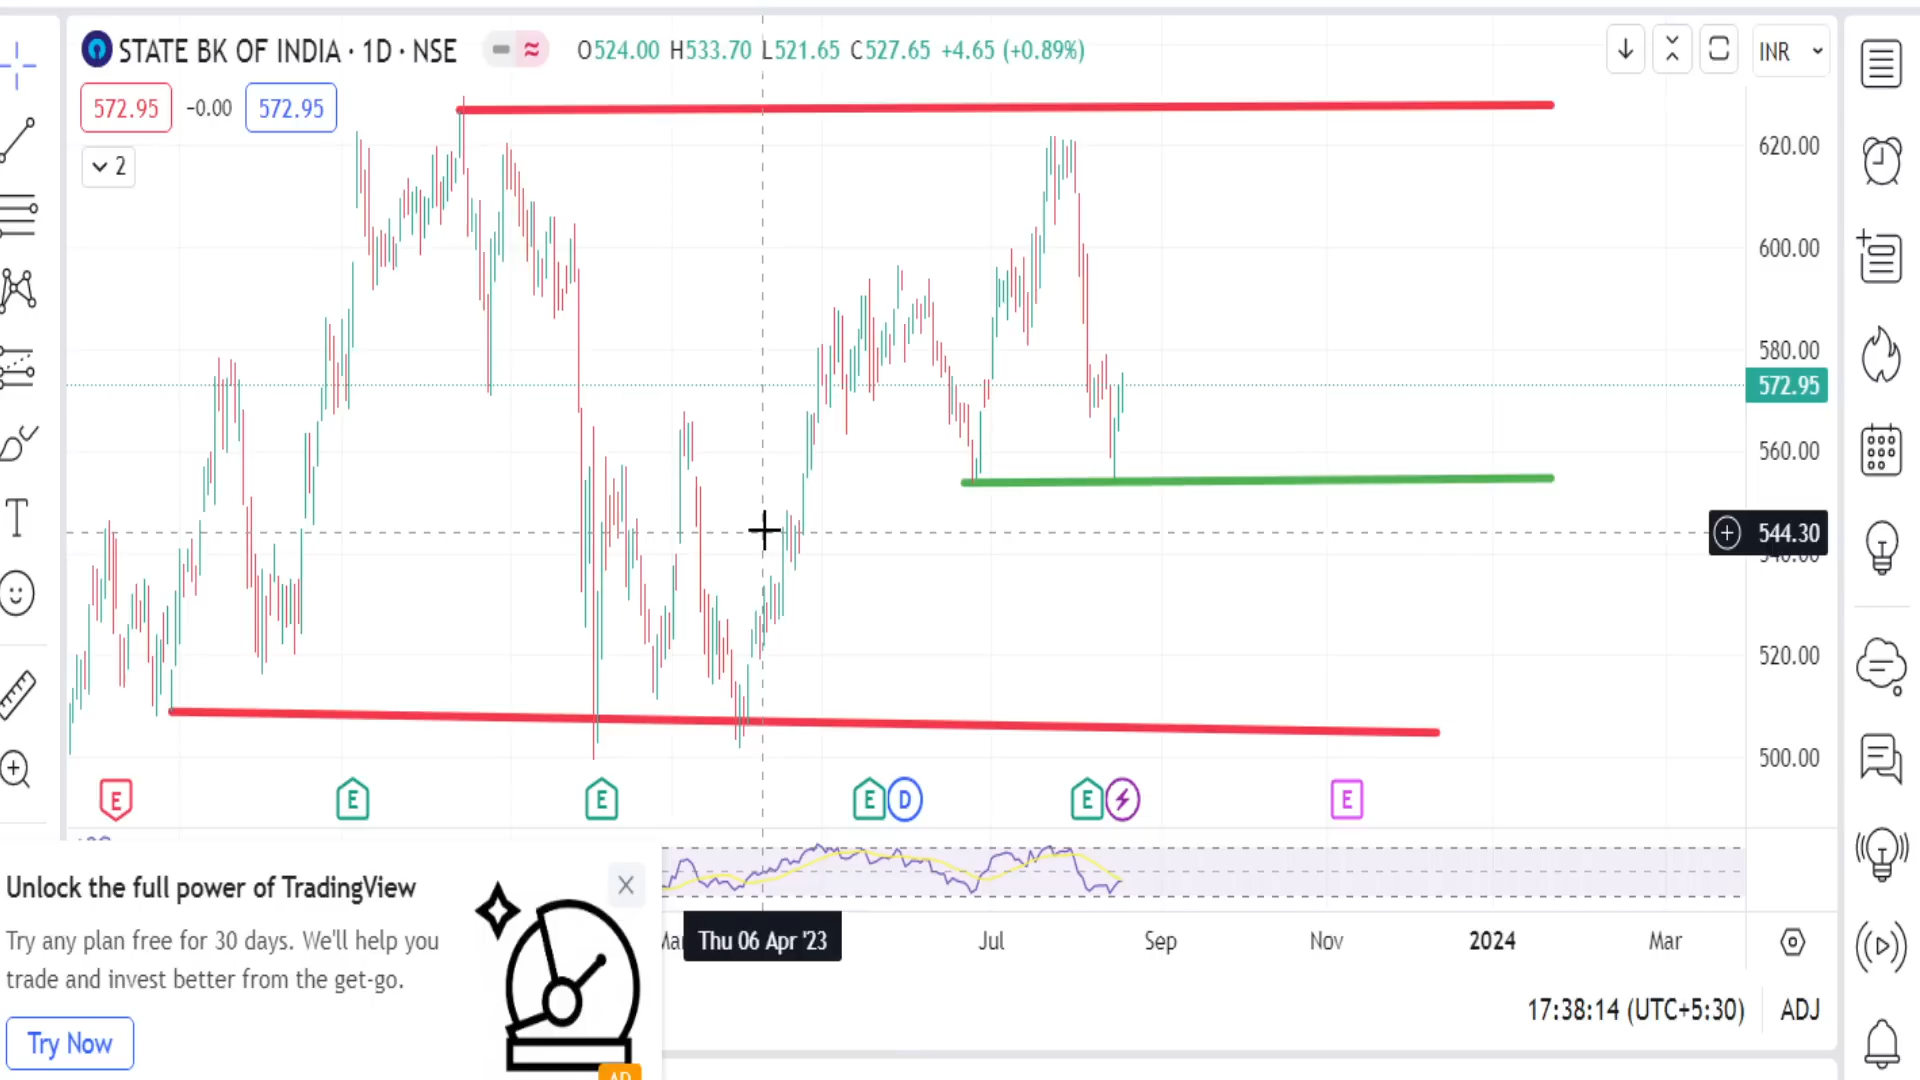 STATE BK OF INDIA · 1D · NSE O524.00 H533.70 L521.65 C527.65 +4.65 (+0.89%) INR
572.95 −0.00 572.95
2
620.00
600.00
580.00
572.95
560.00
544.30
520.00
500.00
E E E E D E E
Unlock the full power of TradingView
Try any plan free for 30 days. We'll help you
trade and invest better from the get-go.
Try Now
AD
Thu 06 Apr '23 Jul Sep Nov 2024 Mar
17:38:14 (UTC+5:30) ADJ